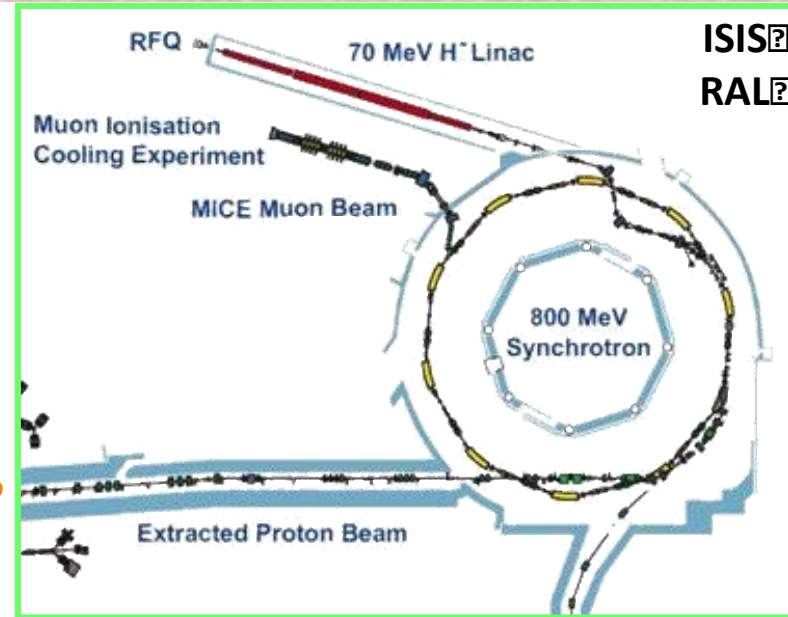 ISIS
RAL
RFQ
70 MeV H⁻ Linac
Muon Ionisation
Cooling Experiment
MICE Muon Beam
800 MeV
Synchrotron
Extracted Proton Beam